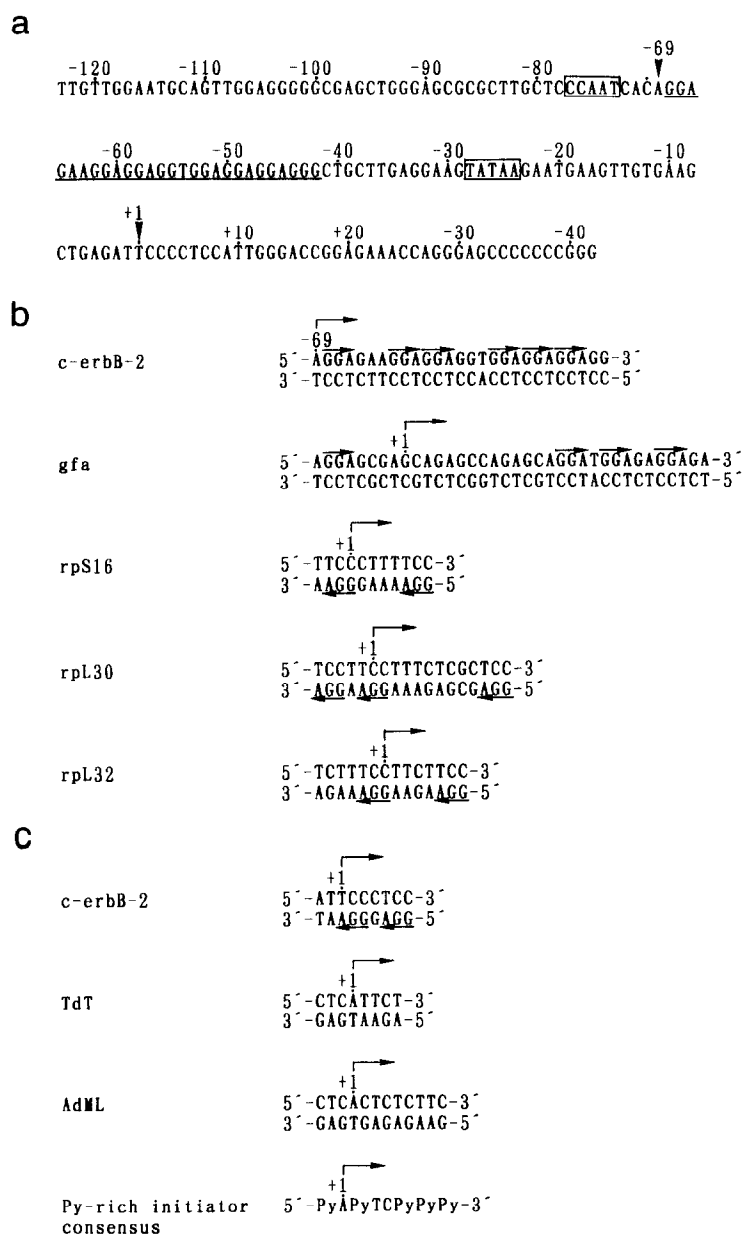 a
-120 -110 -100 -90 -80 -69
TTGTTGGAATGCAGTTGGAGGGGGCGAGCTGGGAGCGCGCTTGCTCCCAATCACAGGA
-60 -50 -40 -30 -20 -10
GAAGGAGGAGGTGGAGGAGGAGGGCTGCTTGAGGAAGTATAAGAATGAAGTTGTGAAG
+1 +10 +20 -30 -40
CTGAGATTCCCCTCCATTGGGACCGGAGAAACCAGGGAGCCCCCCCGGG
b
-69
c-erbB-2 5´-AGGAGAAGGAGGAGGTGGAGGAGGAGG-3´
3´-TCCTCTTCCTCCTCCACCTCCTCCTCC-5´
+1
gfa 5´-AGGAGCGAGCAGAGCCAGAGCAGGATGGAGAGGAGA-3´
3´-TCCTCGCTCGTCTCGGTCTCGTCCTACCTCTCCTCT-5´
+1
rpS16 5´-TTCCCTTTTCC-3´
3´-AAGGGAAAAGG-5´
+1
rpL30 5´-TCCTTCCTTTCTCGCTCC-3´
3´-AGGAAGGAAAGAGCGAGG-5´
+1
rpL32 5´-TCTTTCCTTCTTCC-3´
3´-AGAAAGGAAGAAGG-5´
c
+1
c-erbB-2 5´-ATTCCCTCC-3´
3´-TAAGGGAGG-5´
+1
TdT 5´-CTCATTCT-3´
3´-GAGTAAGA-5´
+1
AdML 5´-CTCACTCTCTTC-3´
3´-GAGTGAGAGAAG-5´
+1
Py-rich initiator 5´-PyAPyTCPyPyPy-3´
consensus